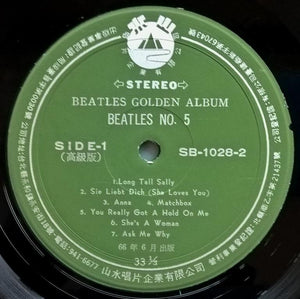 STEREO
BEATLES GOLDEN ALBUM
BEATLES NO. 5
SIDE-1
(高級版)
SB-1028-2
1.Long Tall Sally
2. Sie Liebt Dich (She Loves You)
3. Anna 4. Matchbox
5. You Really Got A Hold On Me
6. She's A Woman
7. Ask Me Why
66年6月出版
33⅓
山水唱片企業有限公司